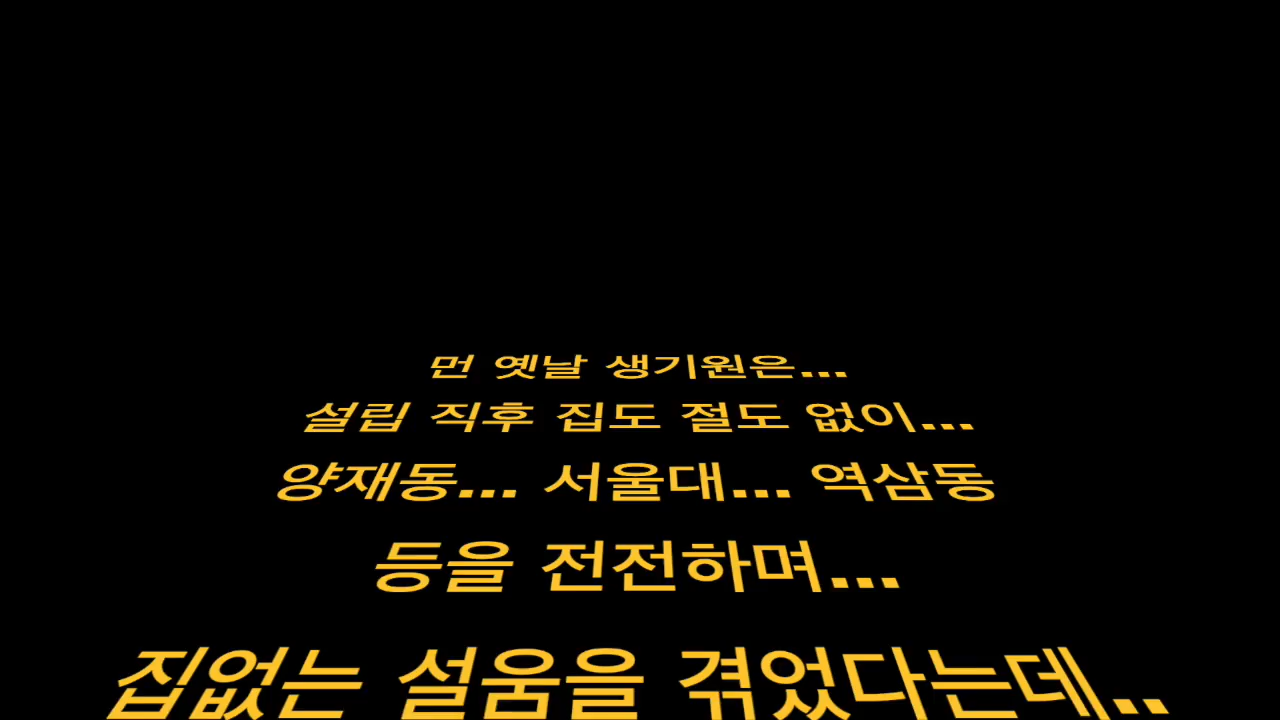 먼 옛날 생기원은...
설립 직후 집도 절도 없이...
양재동... 서울대... 역삼동
등을 전전하며...
집없는 설움을 겪었다는데..